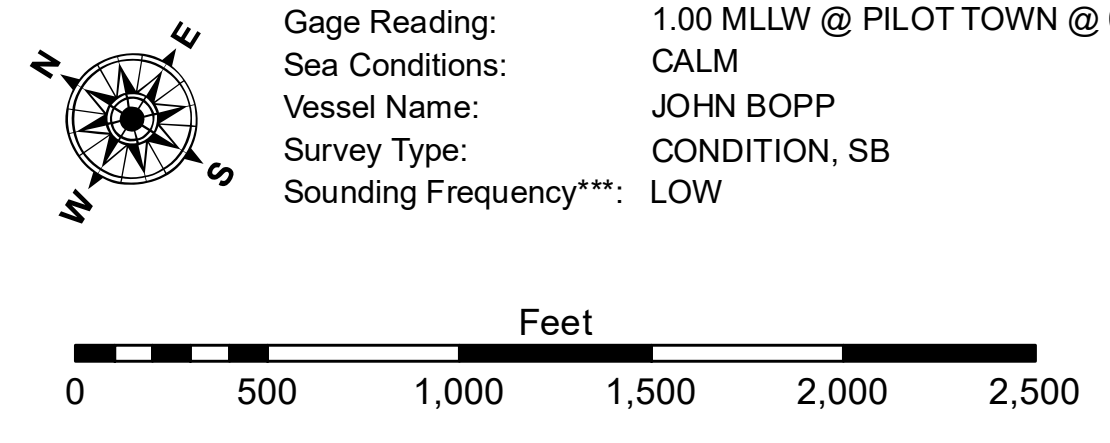 N E
S
W
Gage Reading: 1.00 MLLW @ PILOT TOWN @
Sea Conditions: CALM
Vessel Name: JOHN BOPP
Survey Type: CONDITION, SB
Sounding Frequency***: LOW
Feet
0 500 1,000 1,500 2,000 2,500